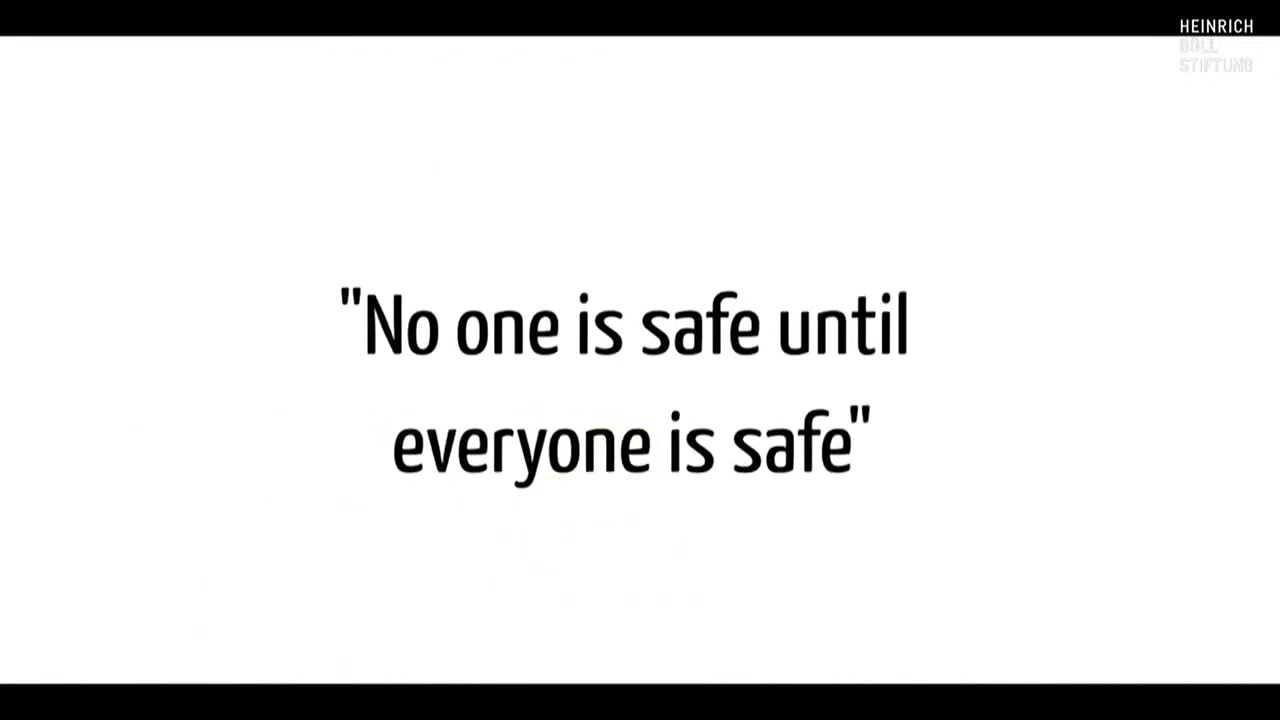 HEINRICH
BÖLL
STIFTUNG
"No one is safe until
everyone is safe"